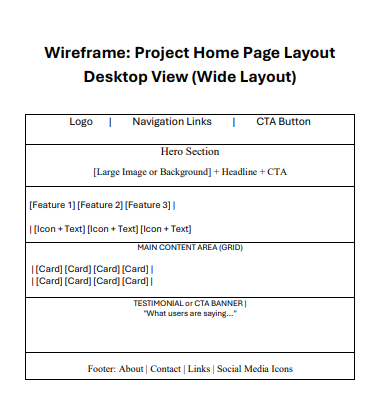 Wireframe: Project Home Page Layout
Desktop View (Wide Layout)
Logo | Navigation Links | CTA Button
Hero Section
[Large Image or Background] + Headline + CTA
[Feature 1] [Feature 2] [Feature 3] |
| [Icon + Text] [Icon + Text] [Icon + Text]
MAIN CONTENT AREA (GRID)
| [Card] [Card] [Card] [Card] |
| [Card] [Card] [Card] [Card] |
TESTIMONIAL or CTA BANNER |
"What users are saying..."
Footer: About | Contact | Links | Social Media Icons